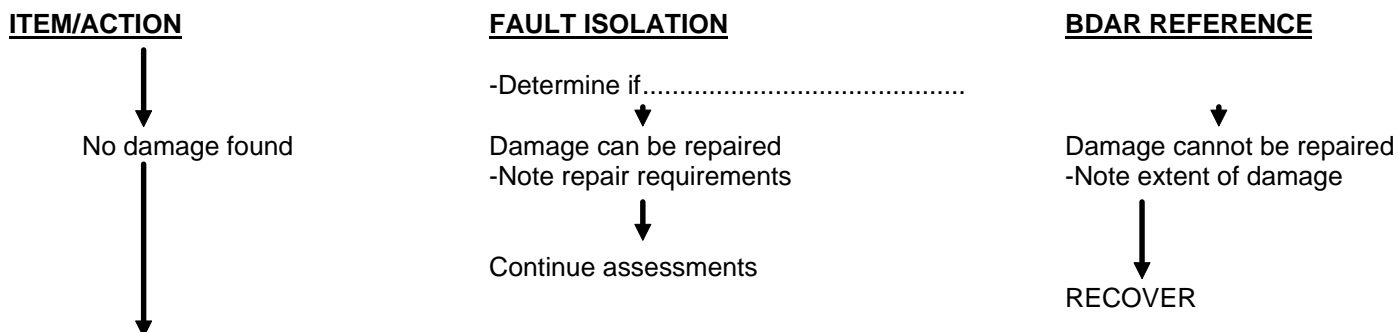 ITEM/ACTION FAULT ISOLATION BDAR REFERENCE
-Determine if............................................
No damage found Damage can be repaired Damage cannot be repaired
-Note repair requirements -Note extent of damage
Continue assessments
RECOVER